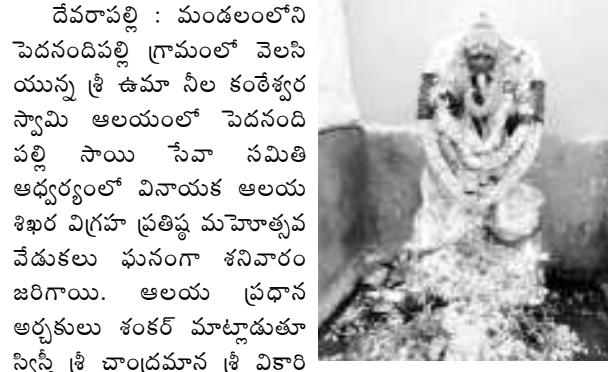 దేవరాపల్లి : మండలంలోని
పెదనందిపల్లి గ్రామంలో వెలసి
యున్న శ్రీ ఉమా నీల కంఠేశ్వర
స్వామి ఆలయంలో పెదనంది
పల్లి సాయి సేవా సమితి
ఆధ్వర్యంలో వినాయక ఆలయ
శిఖర విగ్రహ ప్రతిష్ఠ మహెూత్సవ
వేడుకలు ఘనంగా శనివారం
జరిగాయి. ఆలయ ప్రధాన
అర్చకులు శంకర్ మాట్లాడుతూ
స్విస్రీ శ్రీ చాంద్రమాన శ్రీ వికారి